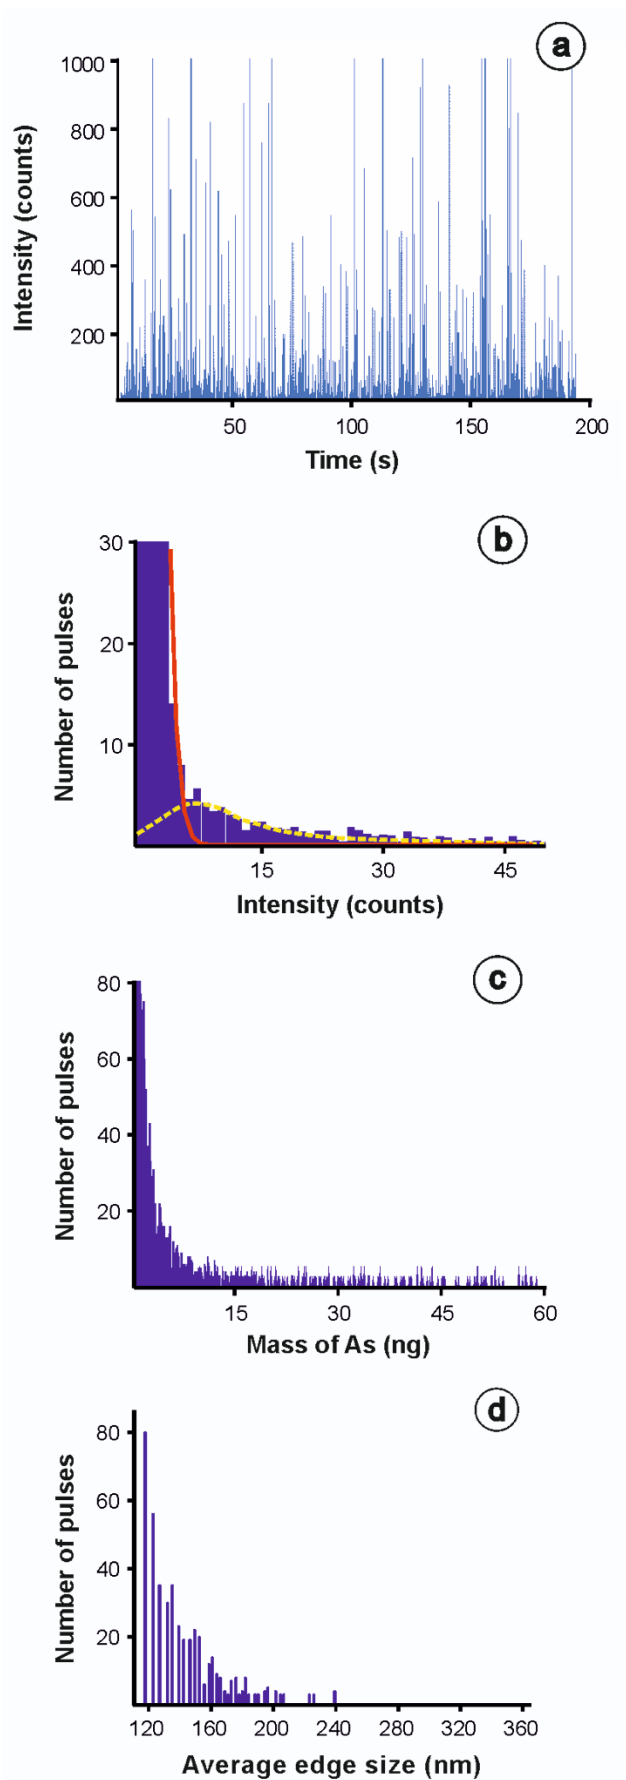 a
1000
800
600
400
200
Intensity (counts)
50 100 150 200
Time (s)
b
30
20
10
Number of pulses
15 30 45
Intensity (counts)
c
80
60
40
20
Number of pulses
15 30 45 60
Mass of As (ng)
d
80
60
40
20
Number of pulses
120 160 200 240 280 320 360
Average edge size (nm)